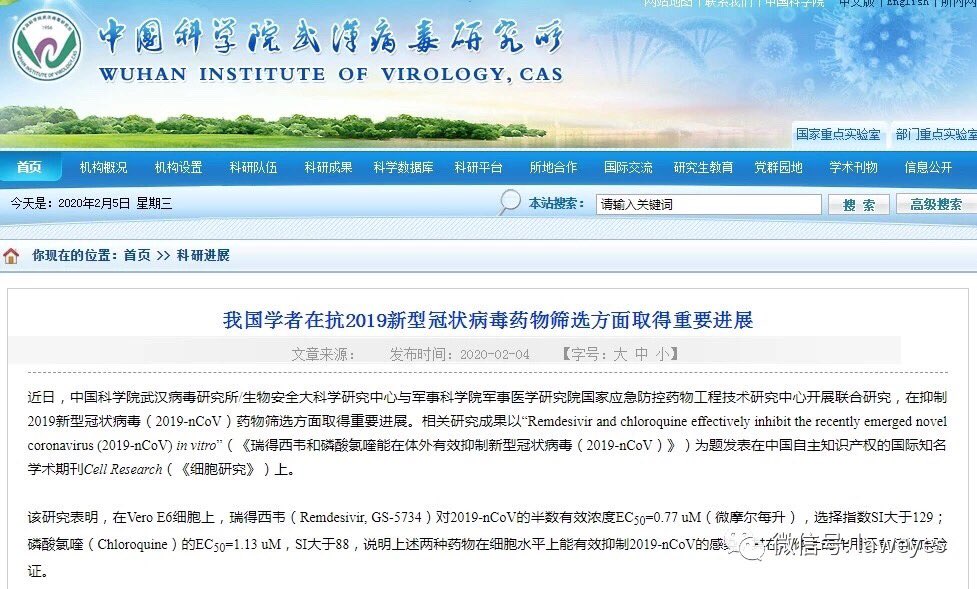 网站地图 | 联系我们 | 中国科学院 中文版 | English | 所内网
中国科学院武汉病毒研究所
WUHAN INSTITUTE OF VIROLOGY, CAS
国家重点实验室 部门重点实验室
首页 机构概况 机构设置 科研队伍 科研成果 科学数据库 科研平台 所地合作 国际交流 研究生教育 党群园地 学术刊物 信息公开
今天是：2020年2月5日 星期三 本站搜索： 请输入关键词 搜 索 高级搜索
你现在的位置：首页 >> 科研进展
我国学者在抗2019新型冠状病毒药物筛选方面取得重要进展
文章来源： 发布时间：2020-02-04 【字号：大 中 小】
近日，中国科学院武汉病毒研究所/生物安全大科学研究中心与军事科学院军事医学研究院国家应急防控药物工程技术研究中心开展联合研究，在抑制
2019新型冠状病毒（2019-nCoV）药物筛选方面取得重要进展。相关研究成果以“Remdesivir and chloroquine effectively inhibit the recently emerged novel
coronavirus (2019-nCoV) in vitro”（《瑞得西韦和磷酸氯喹能在体外有效抑制新型冠状病毒（2019-nCoV）》）为题发表在中国自主知识产权的国际知名
学术期刊Cell Research（《细胞研究》）上。
该研究表明，在Vero E6细胞上，瑞得西韦（Remdesivir, GS-5734）对2019-nCoV的半数有效浓度EC50=0.77 uM（微摩尔每升），选择指数SI大于129；
磷酸氯喹（Chloroquine）的EC50=1.13 uM，SI大于88，说明上述两种药物在细胞水平上能有效抑制2019-nCoV的感
证。
微信号: laweyes